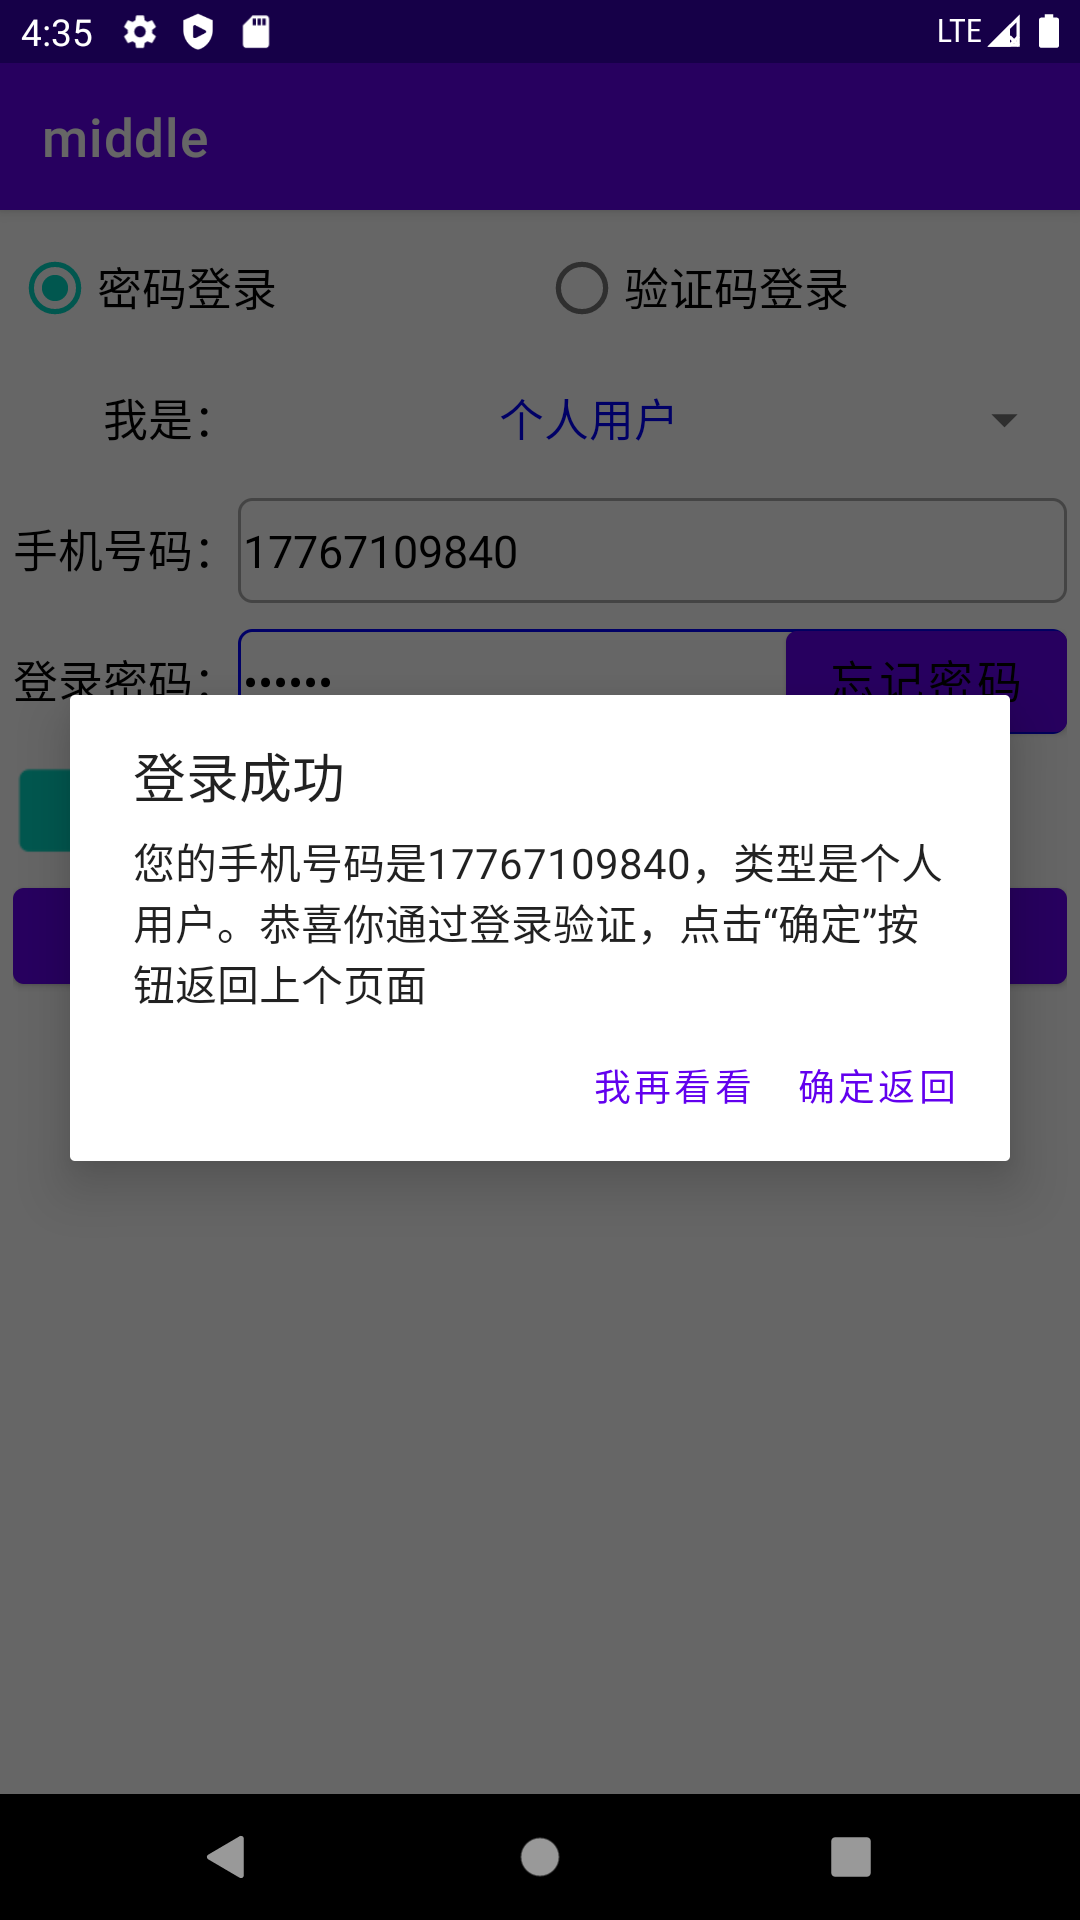 4:35 LTE
middle
密码登录 验证码登录
我是： 个人用户
手机号码： 17767109840
登录密码： •••••• 忘记密码
登录成功
您的手机号码是17767109840，类型是个人
用户。恭喜你通过登录验证，点击“确定”按
钮返回上个页面
我再看看 确定返回